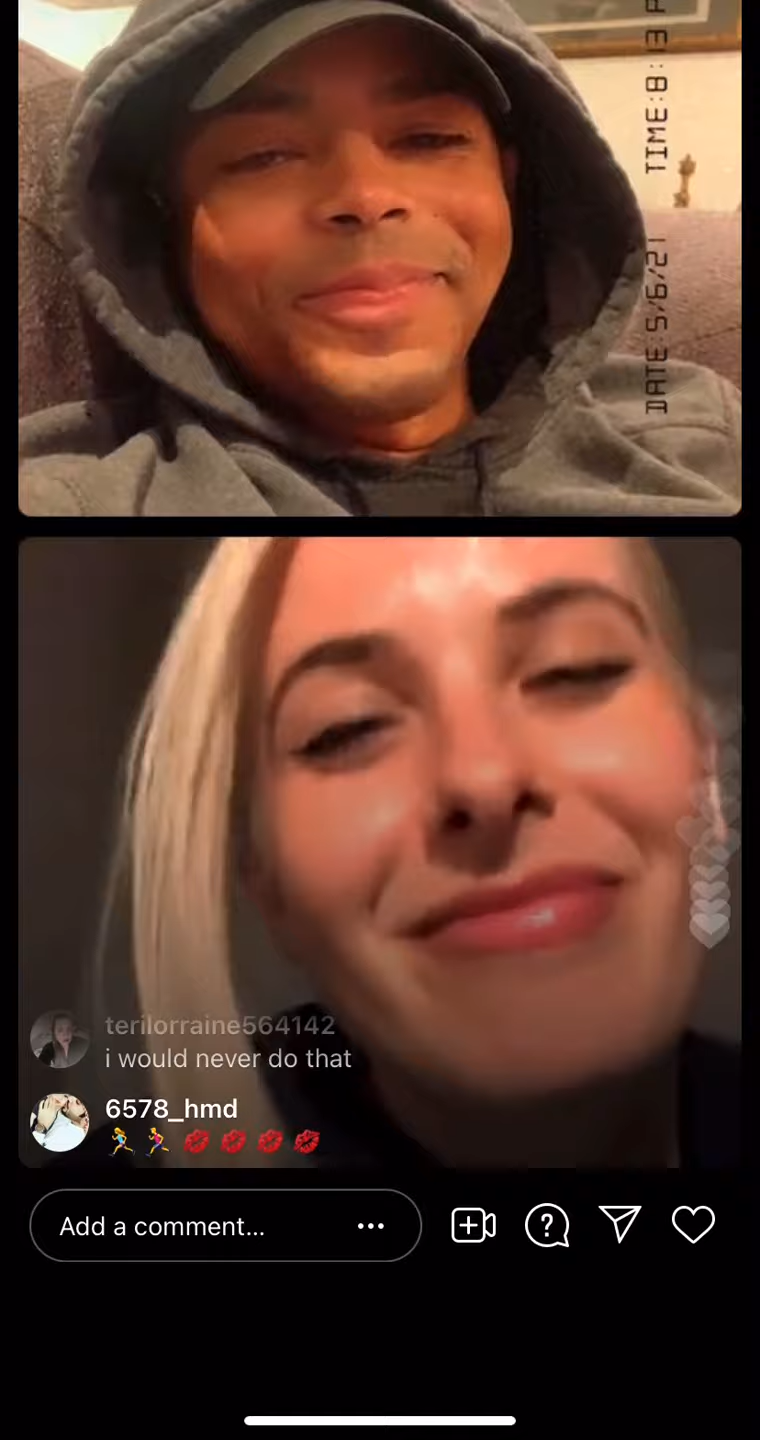 TIME:8:13 P
DATE 5/6/21
terilorraine564142
i would never do that
6578_hmd
🏃‍♀️ 🏃‍♀️ 💋 💋 💋 💋
Add a comment...